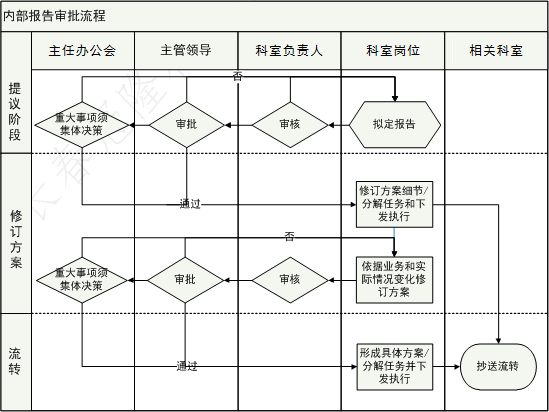 内部报告审批流程
主任办公会
主管领导
科室负责人
科室岗位
相关科室
提议阶段
否
重大事项须
集体决策
审批
审核
拟定报告
修订方案
通过
修订方案细节/
分解任务和下
发执行
否
重大事项须
集体决策
审批
审核
依据业务和实
际情况变化修
订方案
流转
通过
形成具体方案/
分解任务并下
发执行
抄送流转